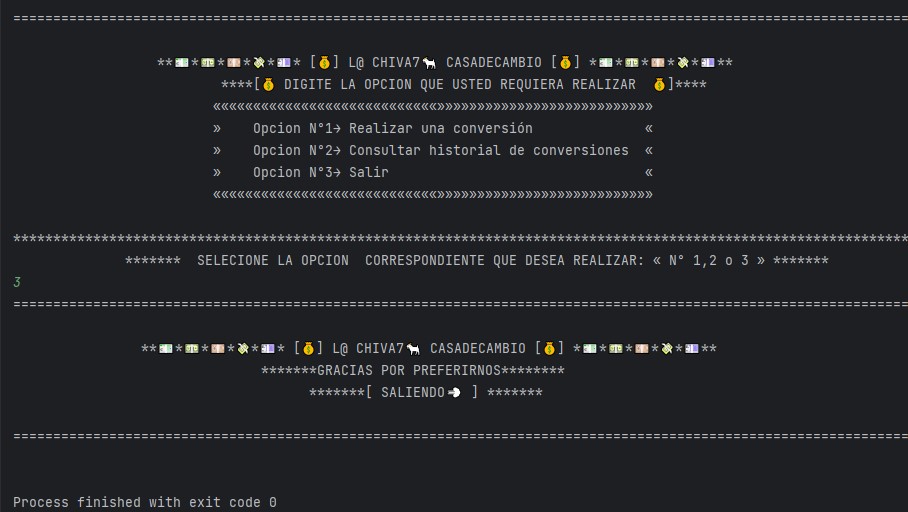 ================================================================================================================
**💵*💴*💶*💸*💷* [💰] L@ CHIVA7🐐 CASADECAMBIO [💰] *💵*💴*💶*💸*💷**
****[💰 DIGITE LA OPCION QUE USTED REQUIERA REALIZAR  💰]****
«««««««««««««««««««««««««««»»»»»»»»»»»»»»»»»»»»»»»»»»»»
»    Opcion N°1→ Realizar una conversión              «
»    Opcion N°2→ Consultar historial de conversiones  «
»    Opcion N°3→ Salir                                «
«««««««««««««««««««««««««««»»»»»»»»»»»»»»»»»»»»»»»»»»»»
****************************************************************************************************************
*******  SELECIONE LA OPCION  CORRESPONDIENTE QUE DESEA REALIZAR: « N° 1,2 o 3 » *******
3
================================================================================================================
**💵*💴*💶*💸*💷* [💰] L@ CHIVA7🐐 CASADECAMBIO [💰] *💵*💴*💶*💸*💷**
*******GRACIAS POR PREFERIRNOS********
*******[ SALIENDO💨 ] *******
================================================================================================================
Process finished with exit code 0